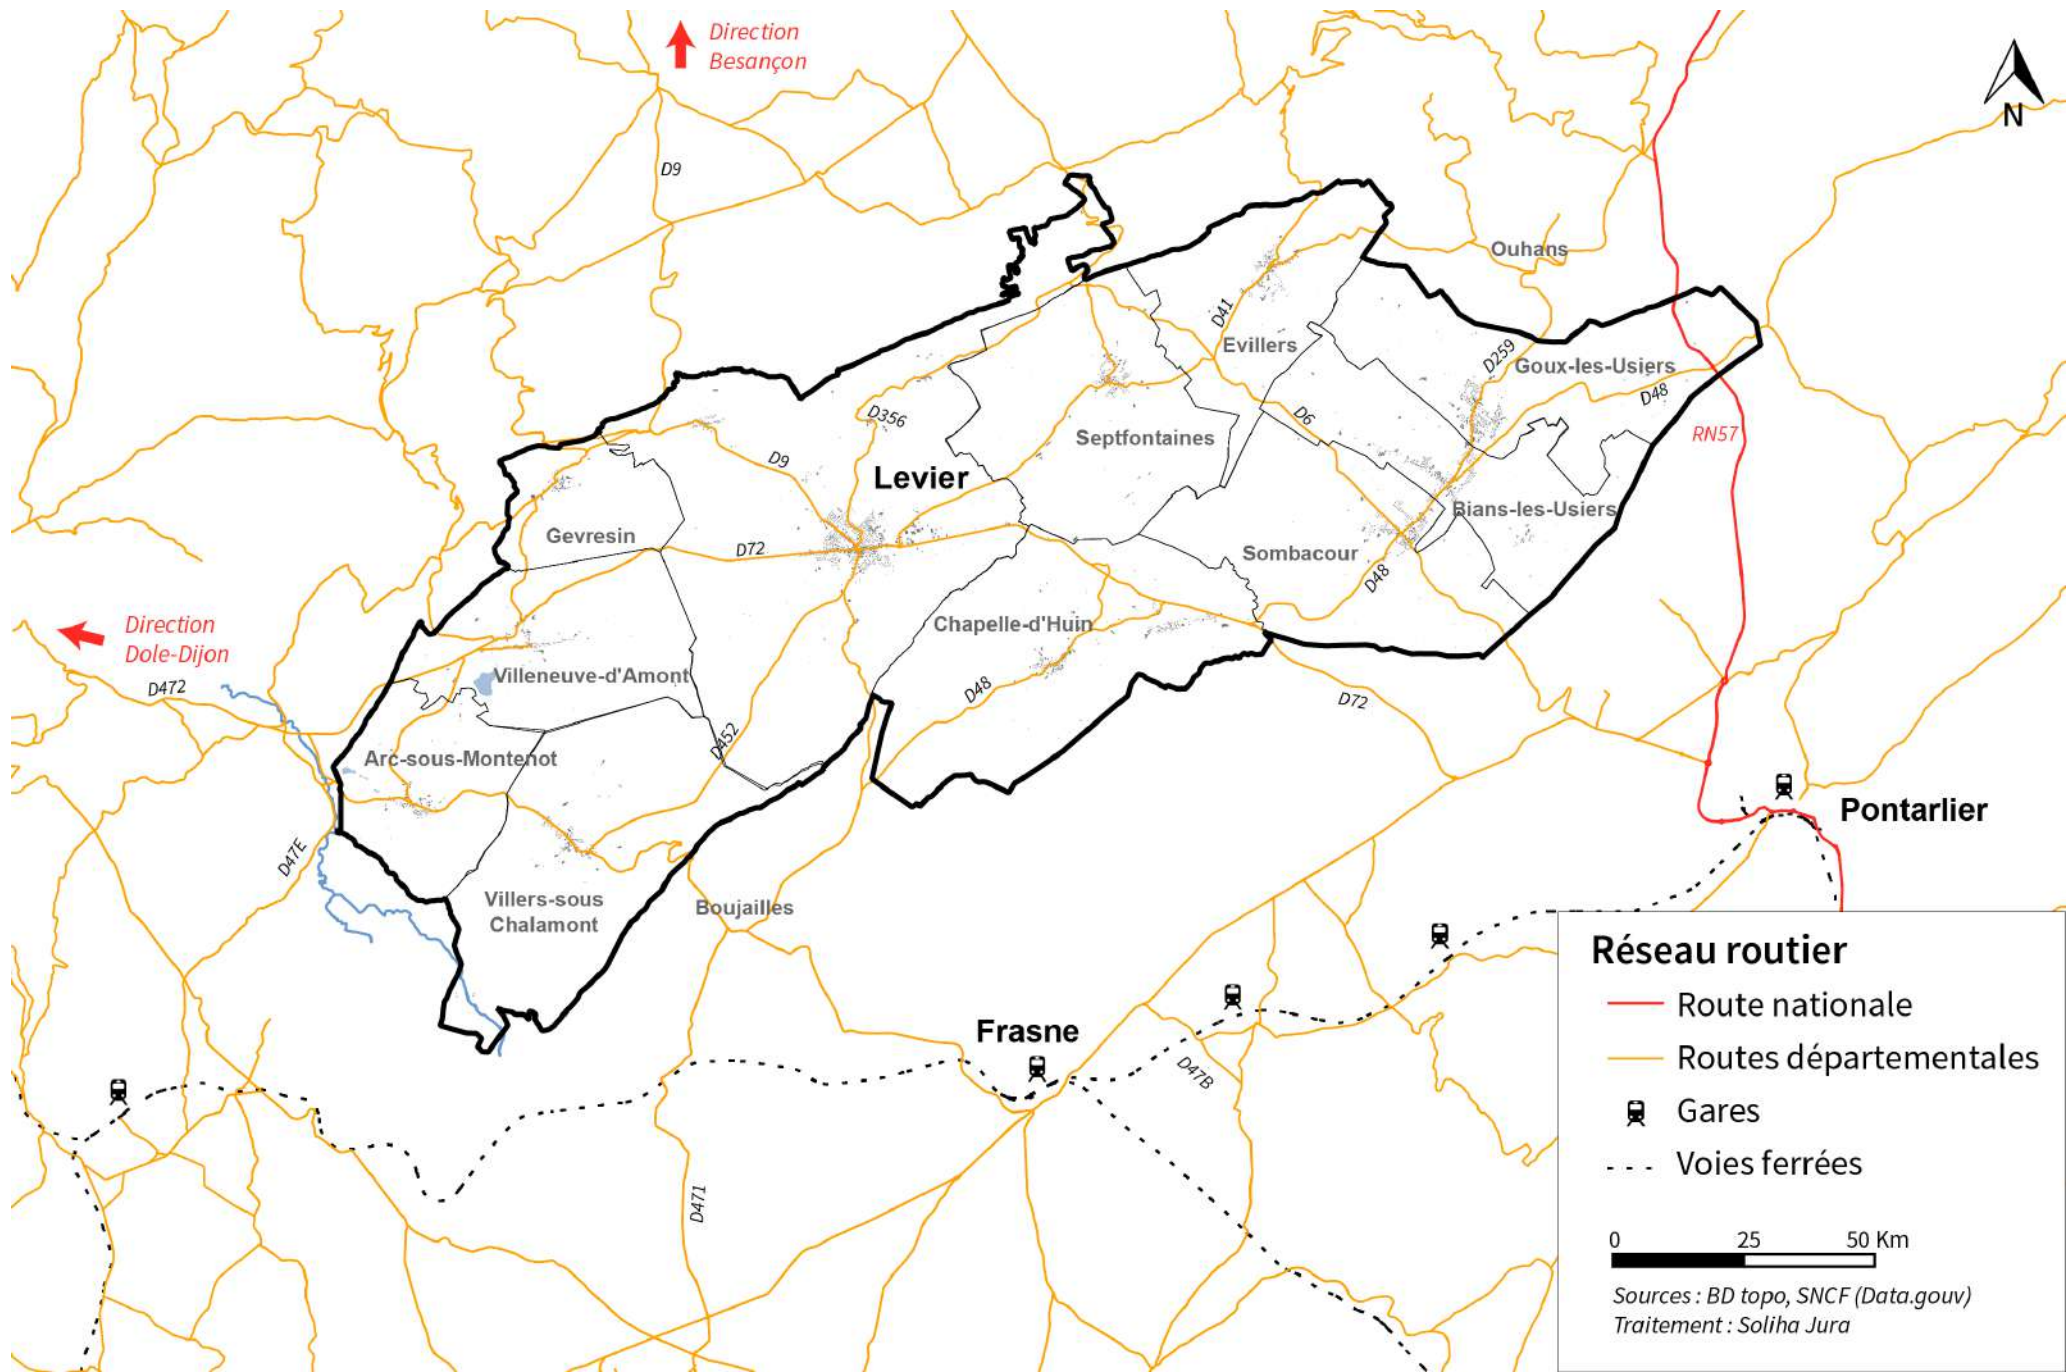 Direction
Besançon
N
D9
Ouhans
D41
Evillers
D259
Goux-les-Usiers
D48
D356
D6
Septfontaines
RN57
D9
Levier
Bians-les-Usiers
Gevresin
D72
Sombacour
D48
Direction
Dole-Dijon
Chapelle-d'Huin
Villeneuve-d'Amont
D472
D48
D72
D452
Arc-sous-Montenot
Pontarlier
D47E
Villers-sous
Chalamont
Boujailles
Frasne
D47B
D471
Réseau routier
Route nationale
Routes départementales
Gares
Voies ferrées
0 25 50 Km
Sources : BD topo, SNCF (Data.gouv)
Traitement : Soliha Jura